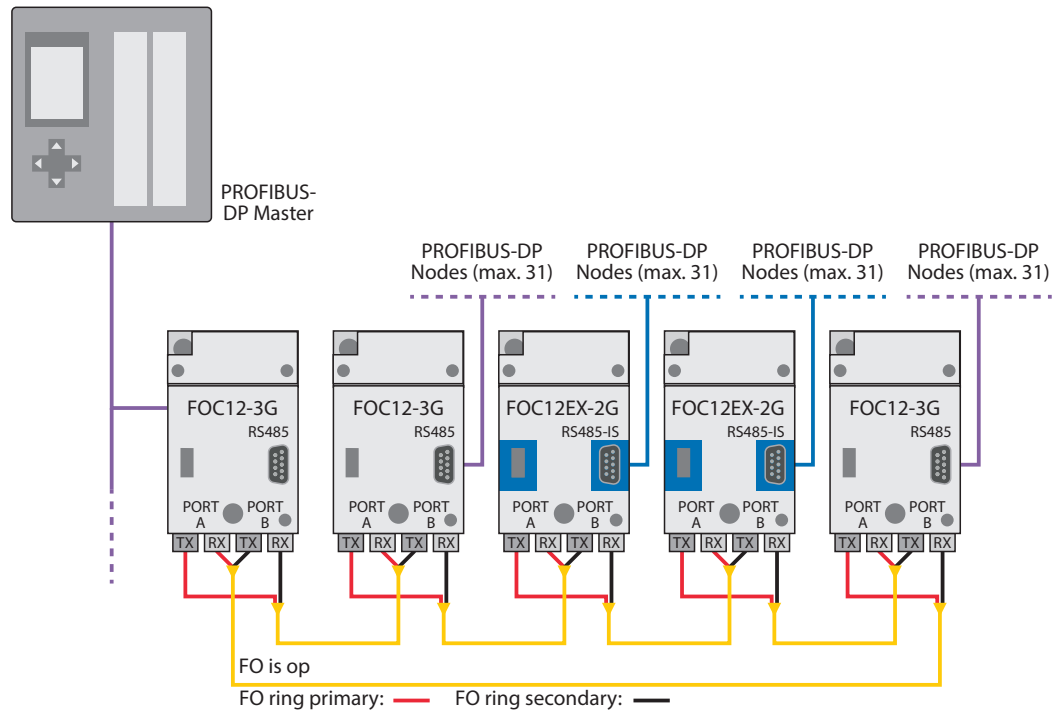 PROFIBUS-
DP Master
PROFIBUS-DP
Nodes (max. 31)
PROFIBUS-DP
Nodes (max. 31)
PROFIBUS-DP
Nodes (max. 31)
PROFIBUS-DP
Nodes (max. 31)
FOC12-3G
RS485
PORT A
PORT B
TX RX TX RX
FOC12-3G
RS485
PORT A
PORT B
TX RX TX RX
FOC12EX-2G
RS485-IS
PORT A
PORT B
TX RX TX RX
FOC12EX-2G
RS485-IS
PORT A
PORT B
TX RX TX RX
FOC12-3G
RS485
PORT A
PORT B
TX RX TX RX
FO is op
FO ring primary:
FO ring secondary: